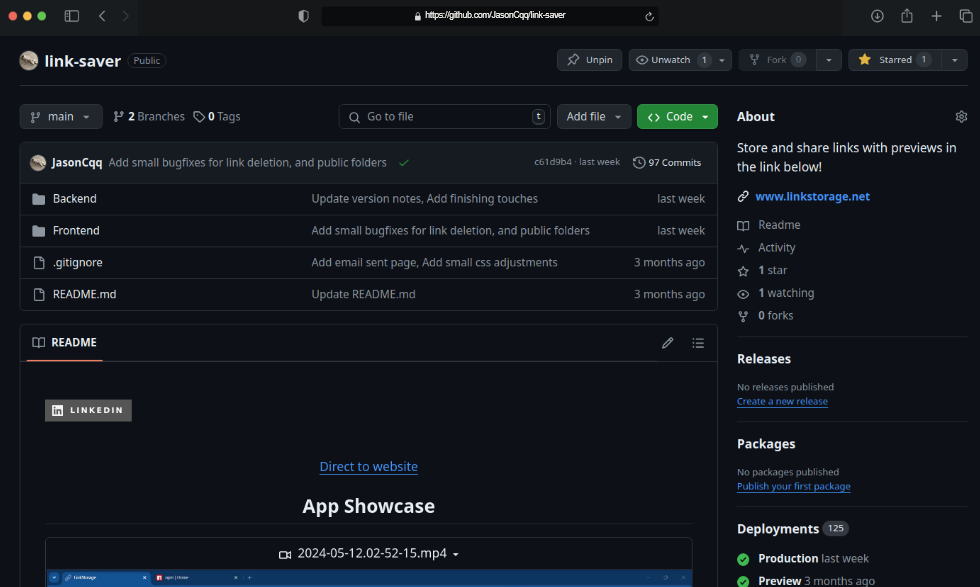 https://github.com/JasonCqq/link-saver
link-saver Public
Unpin
Unwatch 1
Fork 0
Starred 1
main
2 Branches
0 Tags
Go to file t
Add file
Code
JasonCqq Add small bugfixes for link deletion, and public folders
c61d9b4 · last week
97 Commits
Backend Update version notes, Add finishing touches last week
Frontend Add small bugfixes for link deletion, and public folders last week
.gitignore Add email sent page, Add small css adjustments 3 months ago
README.md Update README.md 3 months ago
README
in LINKEDIN
Direct to website
App Showcase
2024-05-12.02-52-15.mp4
LinkStorage
npm | Home
About
Store and share links with previews in
the link below!
www.linkstorage.net
Readme
Activity
1 star
1 watching
0 forks
Releases
No releases published
Create a new release
Packages
No packages published
Publish your first package
Deployments 125
Production last week
Preview 3 months ago